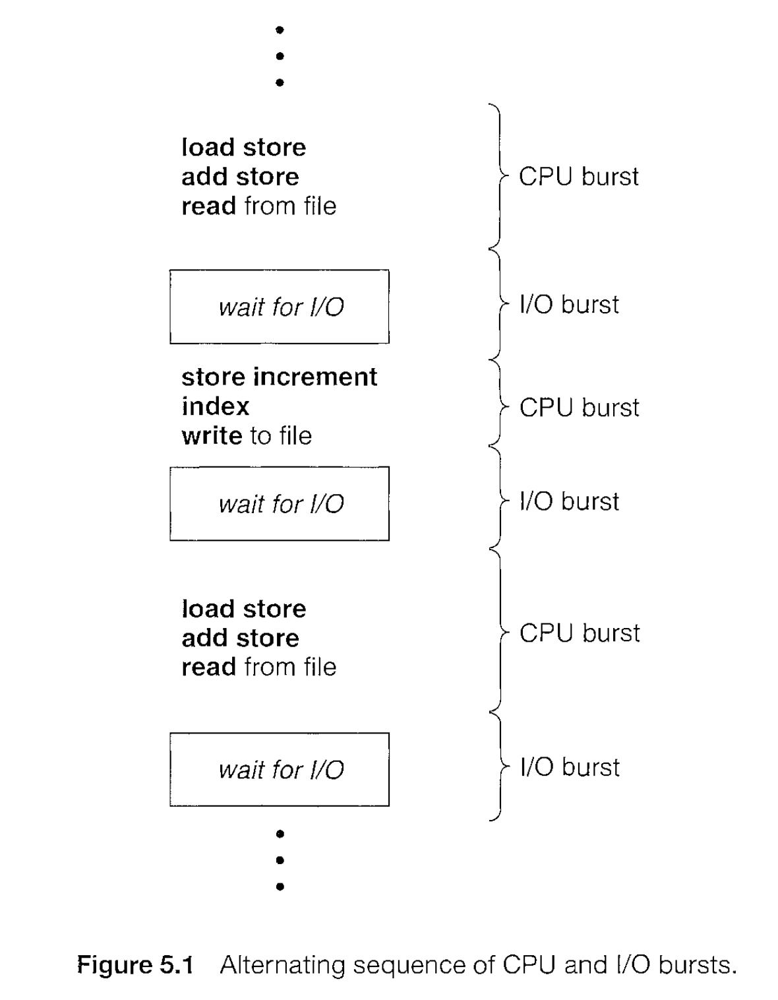 load store
add store
read from file
CPU burst
wait for I/O
I/O burst
store increment
index
write to file
CPU burst
wait for I/O
I/O burst
load store
add store
read from file
CPU burst
wait for I/O
I/O burst
Figure 5.1 Alternating sequence of CPU and I/O bursts.